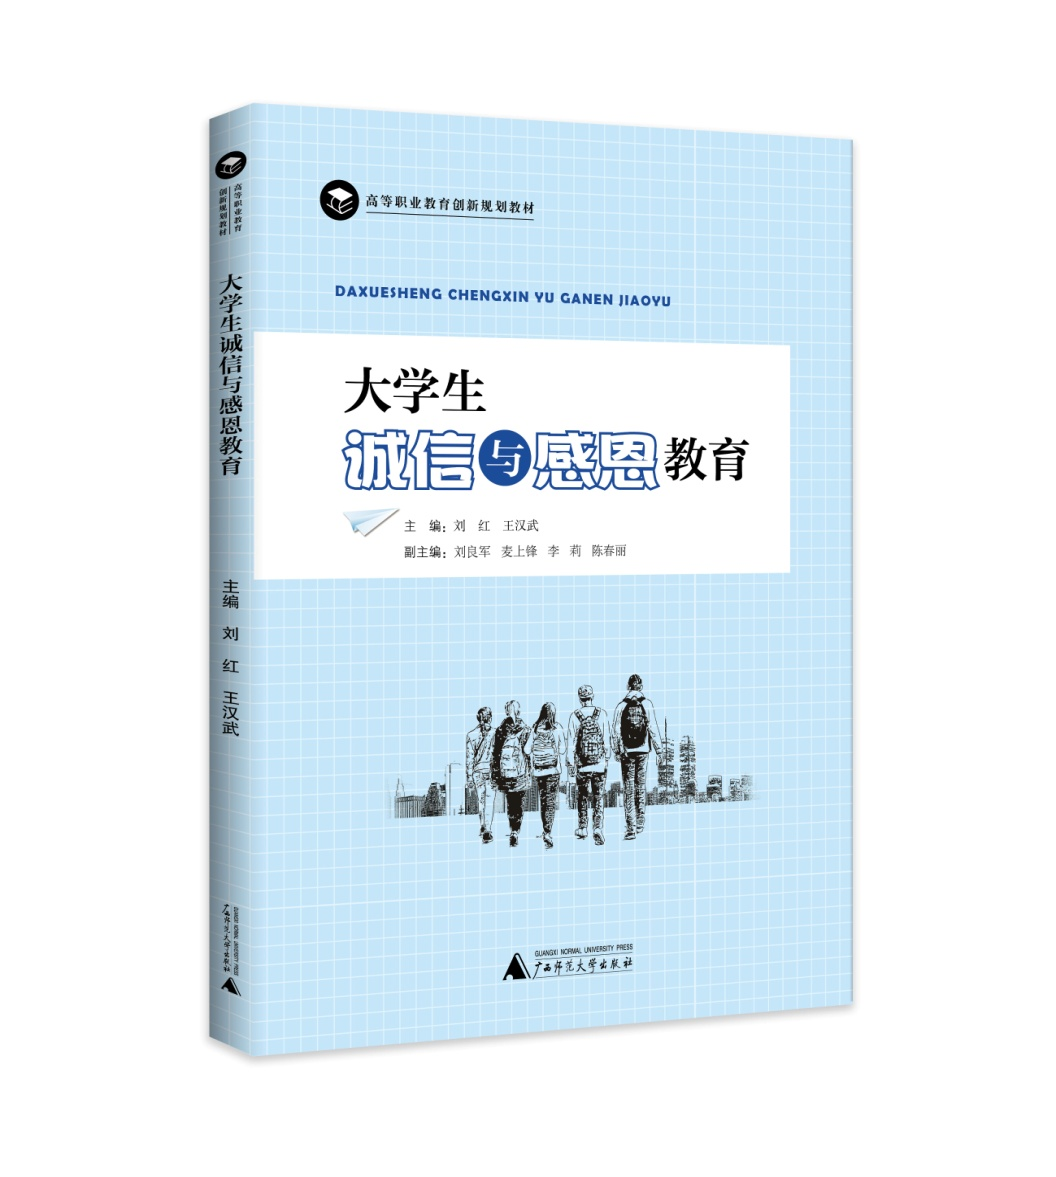 高等职业教育创新规划教材
DAXUESHENG CHENGXIN YU GANEN JIAOYU
大学生
诚信与感恩教育
主　编：刘　红　王汉武
副主编：刘良军　麦上锋　李　莉　陈春丽
GUANGXI NORMAL UNIVERSITY PRESS
广西师范大学出版社
高等职业教育
创新规划教材
大学生诚信与感恩教育
主编　刘　红　王汉武
GUANGXI NORMAL UNIVERSITY PRESS
广西师范大学出版社